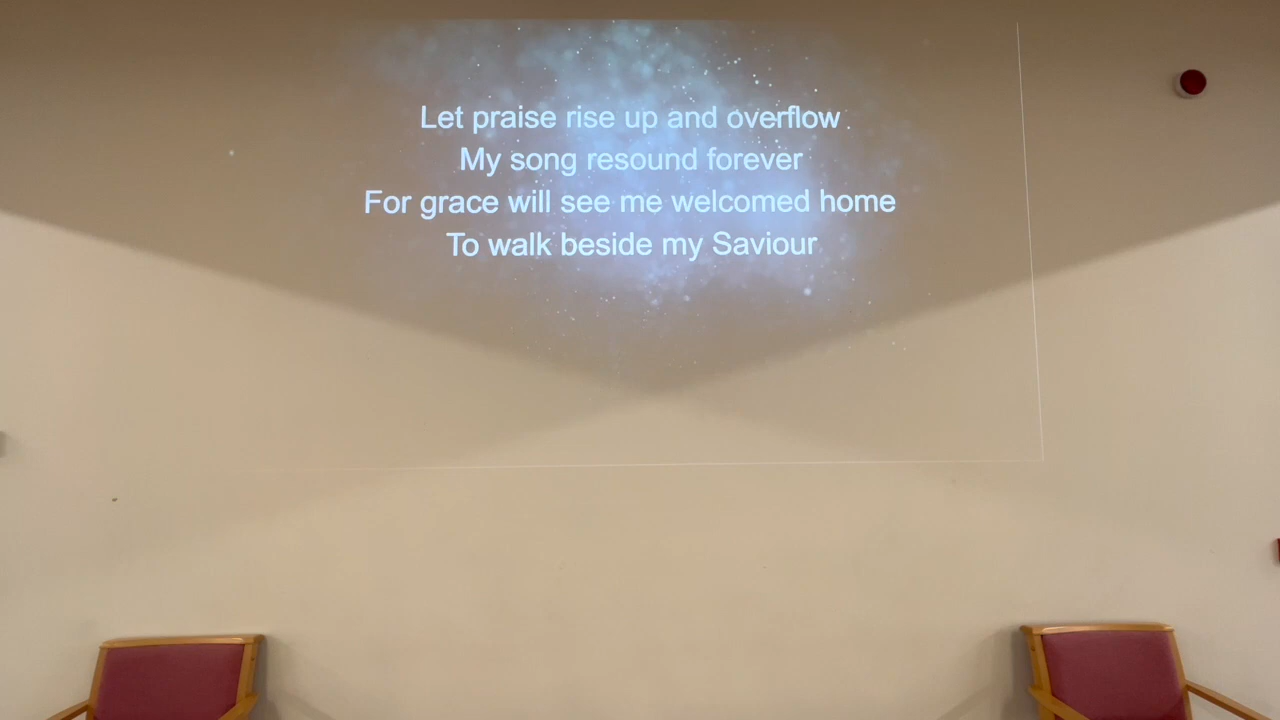 Let praise rise up and overflow
My song resound forever
For grace will see me welcomed home
To walk beside my Saviour